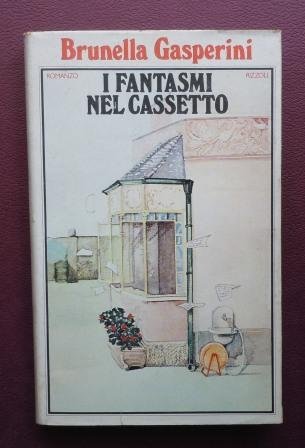 Brunella Gasperini
ROMANZO
RIZZOLI
I FANTASMI
NEL CASSETTO